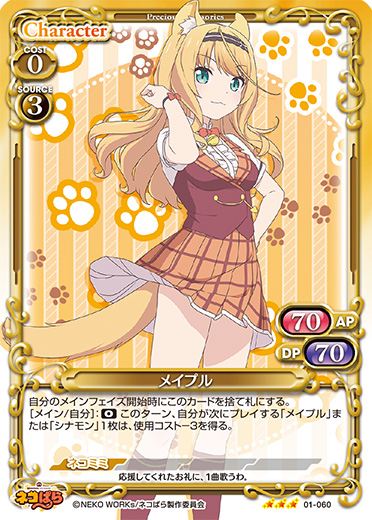 Precious Memories
Character
COST
0
SOURCE
3
70 AP
DP 70
メイプル
自分のメインフェイズ開始時にこのカードを捨て札にする。
[メイン/自分]:0 このターン、自分が次にプレイする「メイプル」ま
たは「シナモン」1枚は、使用コスト－3を得る。
ネコミミ
応援してくれたお礼に、1曲歌うわ。
ネコぱら
©NEKO WORKs/ネコぱら製作委員会
★★★ 01-060